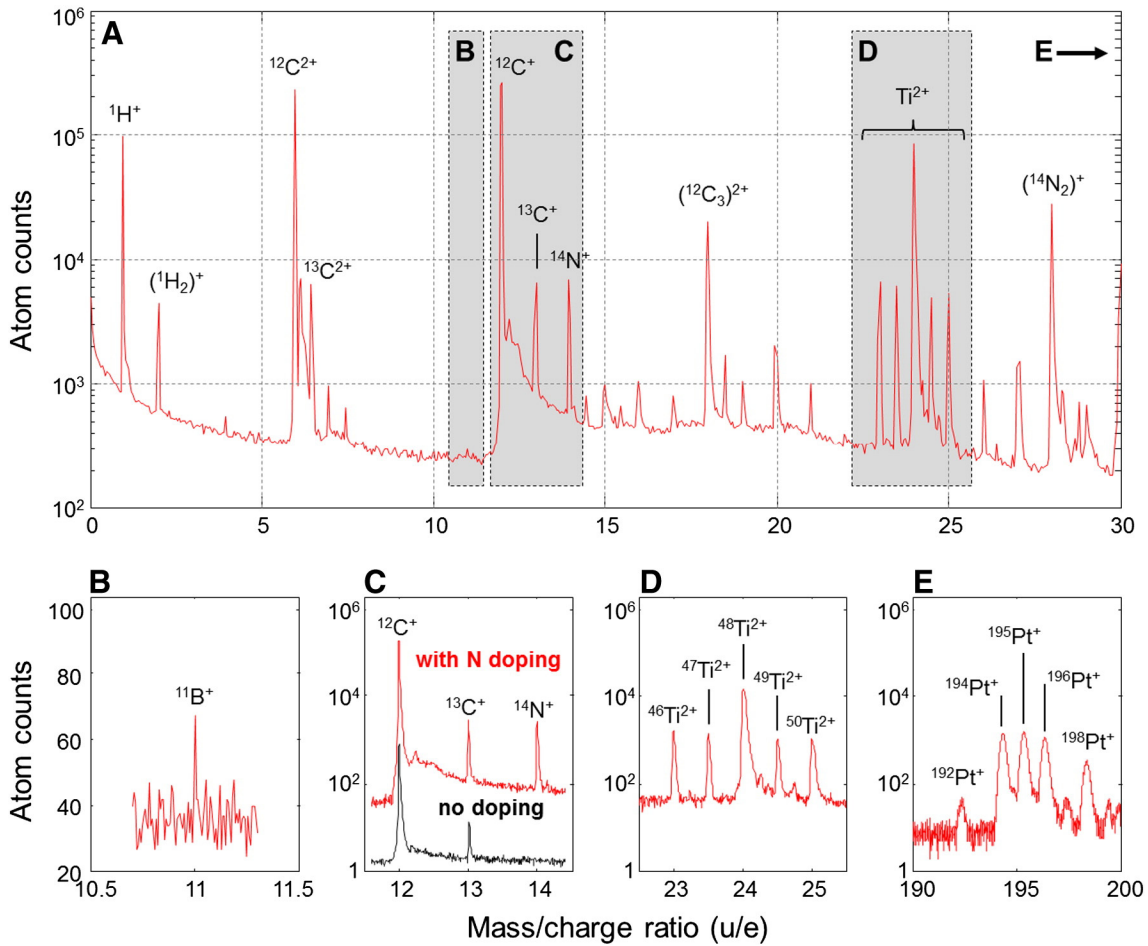 A
B
C
D
E
10⁶
10⁵
10⁴
10³
10²
Atom counts
¹H⁺
(¹H₂)⁺
¹²C²⁺
¹³C²⁺
¹²C⁺
¹³C⁺
¹⁴N⁺
(¹²C₃)²⁺
Ti²⁺
(¹⁴N₂)⁺
0 5 10 15 20 25 30
B
100
80
60
40
20
Atom counts
¹¹B⁺
10.5 11 11.5
C
10⁶
10⁴
10²
1
¹²C⁺
with N doping
¹³C⁺
¹⁴N⁺
no doping
12 13 14
D
10⁶
10⁴
10²
1
⁴⁶Ti²⁺
⁴⁷Ti²⁺
⁴⁸Ti²⁺
⁴⁹Ti²⁺
⁵⁰Ti²⁺
23 24 25
E
10⁶
10⁴
10²
1
¹⁹²Pt⁺
¹⁹⁴Pt⁺
¹⁹⁵Pt⁺
¹⁹⁶Pt⁺
¹⁹⁸Pt⁺
190 195 200
Mass/charge ratio (u/e)